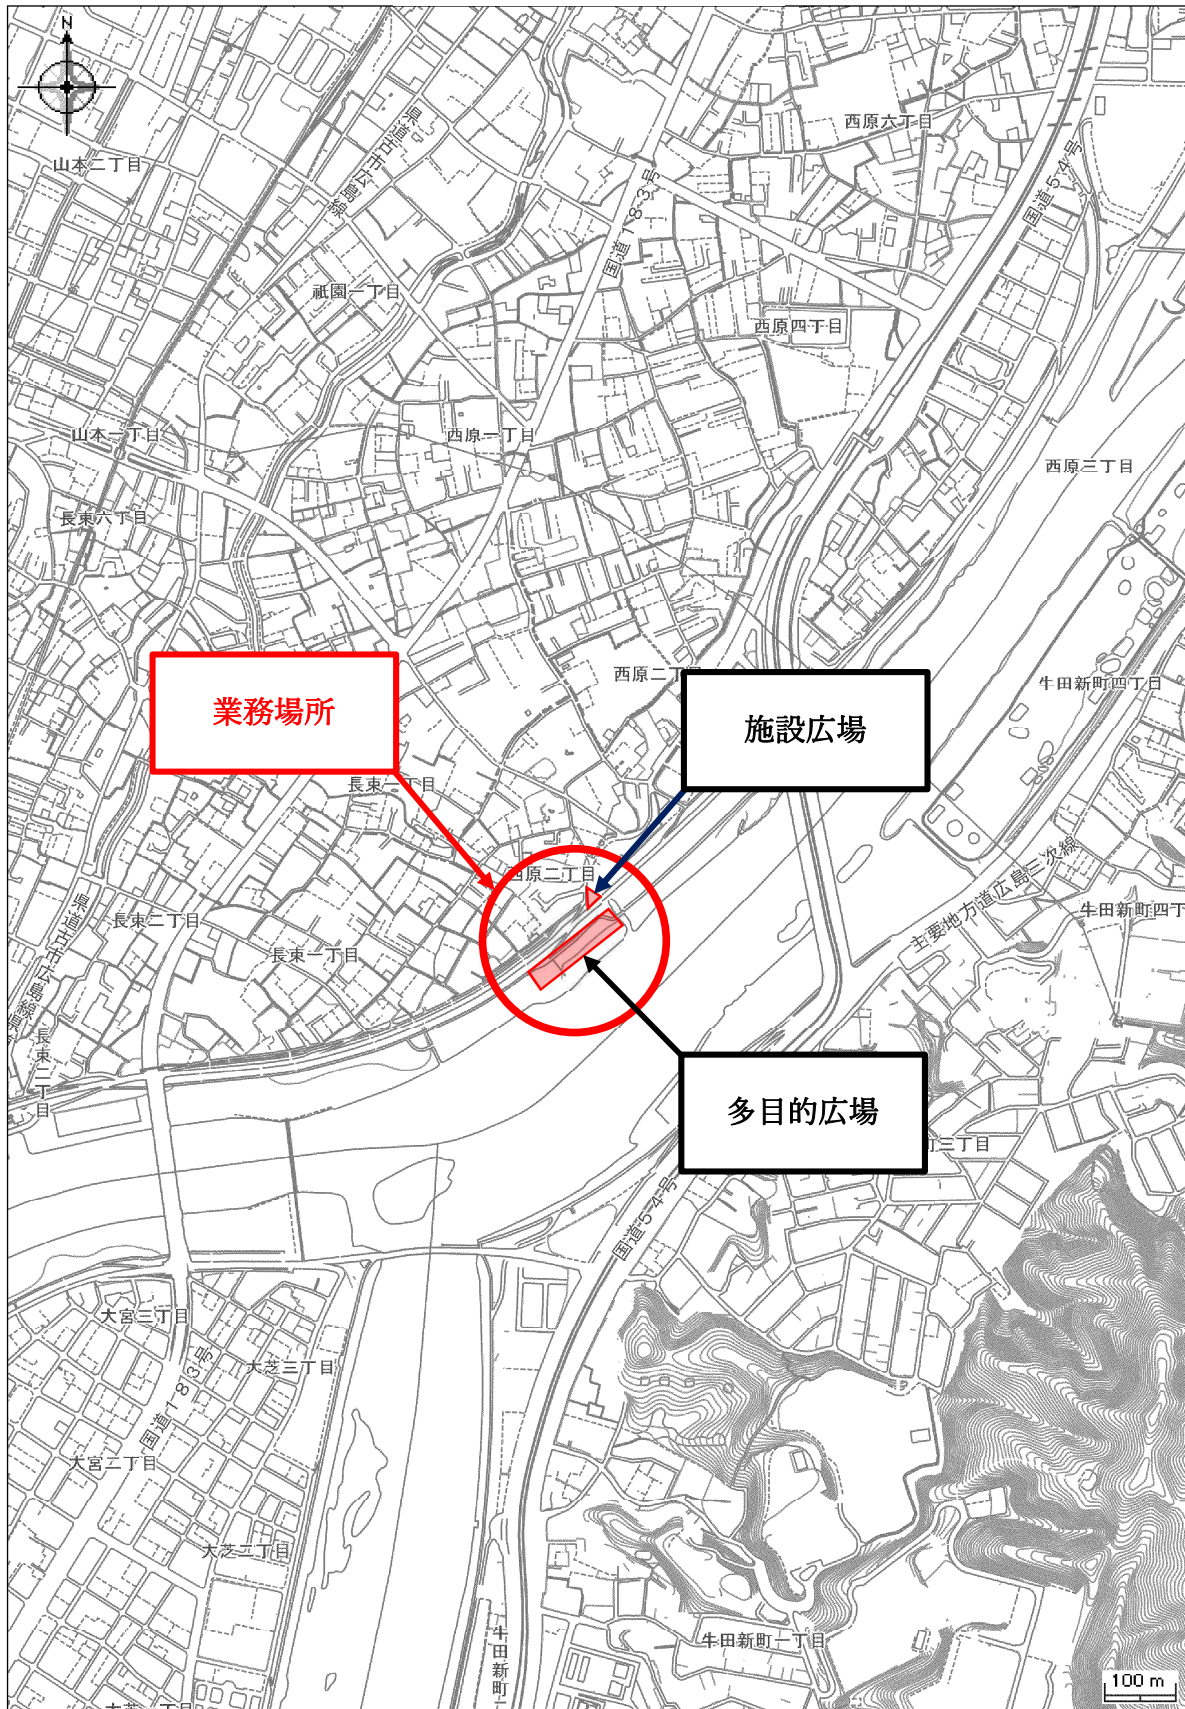 N
西原六丁目
山本二丁目
県道古市広島線
国道54号
国道183号
祇園一丁目
西原四丁目
山本一丁目
西原一丁目
西原三丁目
長束六丁目
西原二丁目
牛田新町四丁目
業務場所
施設広場
長束一丁目
主要地方道広島三次線
西原二丁目
牛田新町四丁
長束二丁目
県道古市広島線
長束一丁目
長束二丁目
多目的広場
町三丁目
国道54号
大宮三丁目
大芝三丁目
国道183号
大宮二丁目
大芝二丁目
牛田新町一丁目
牛田新町一
100 m
大芝一丁目